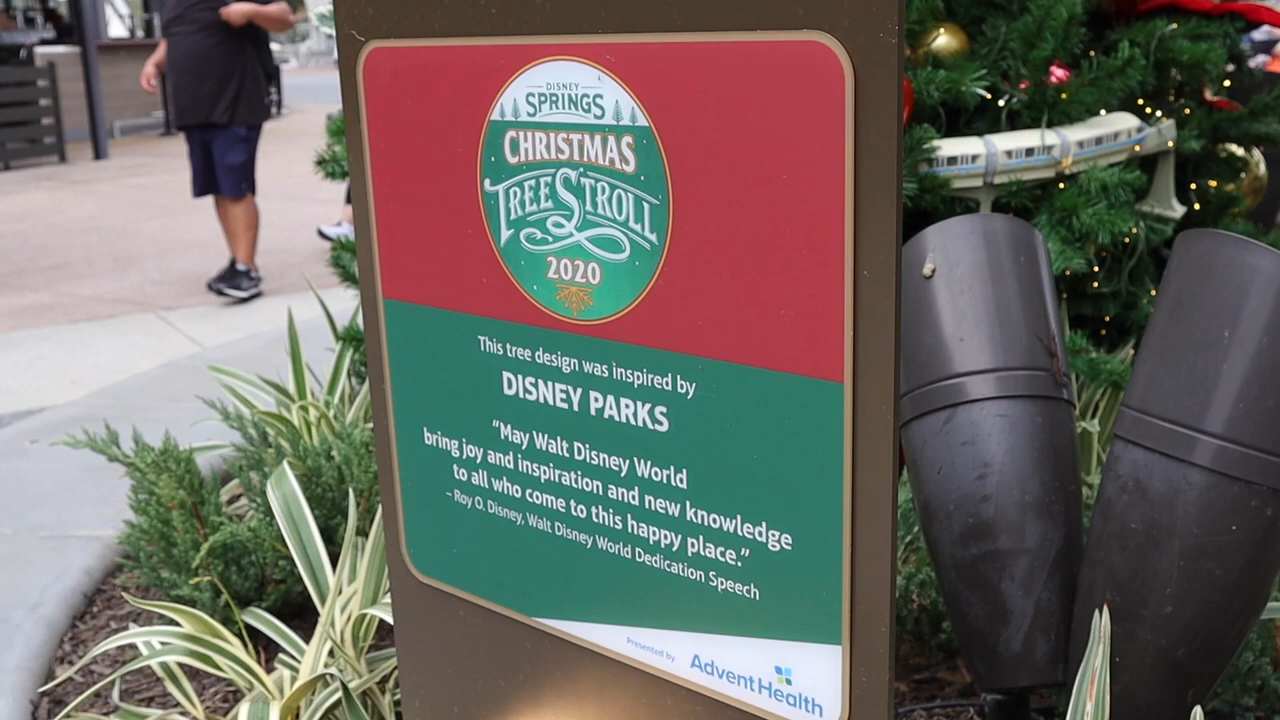 DISNEY
SPRINGS
CHRISTMAS
TREE STROLL
2020
This tree design was inspired by
DISNEY PARKS
“May Walt Disney World
bring joy and inspiration and new knowledge
to all who come to this happy place.”
– Roy O. Disney, Walt Disney World Dedication Speech
Presented by
AdventHealth